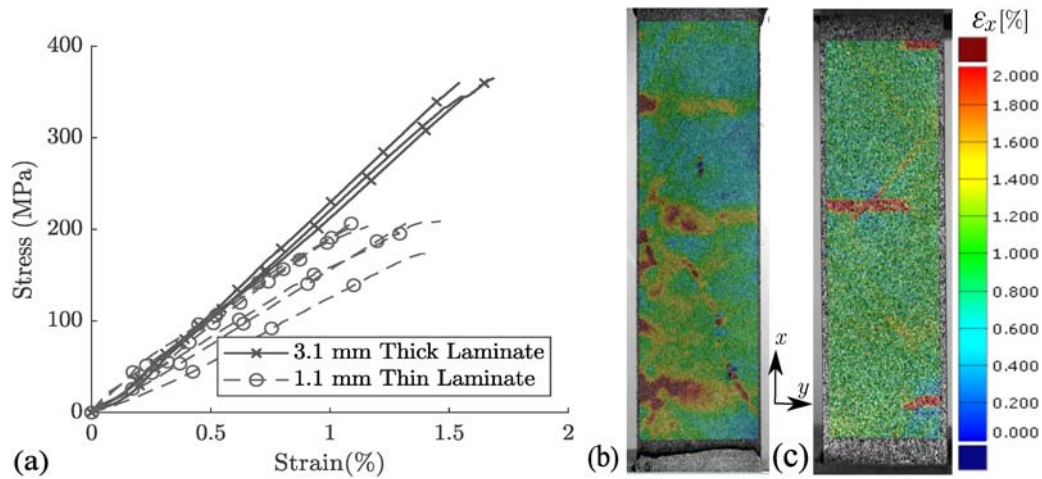 400
300
200
100
0
Stress (MPa)
3.1 mm Thick Laminate
1.1 mm Thin Laminate
0
0.5
1
1.5
2
Strain(%)
(a)
(b)
x
y
(c)
εx[%]
2.000
1.800
1.600
1.400
1.200
1.000
0.800
0.600
0.400
0.200
0.000